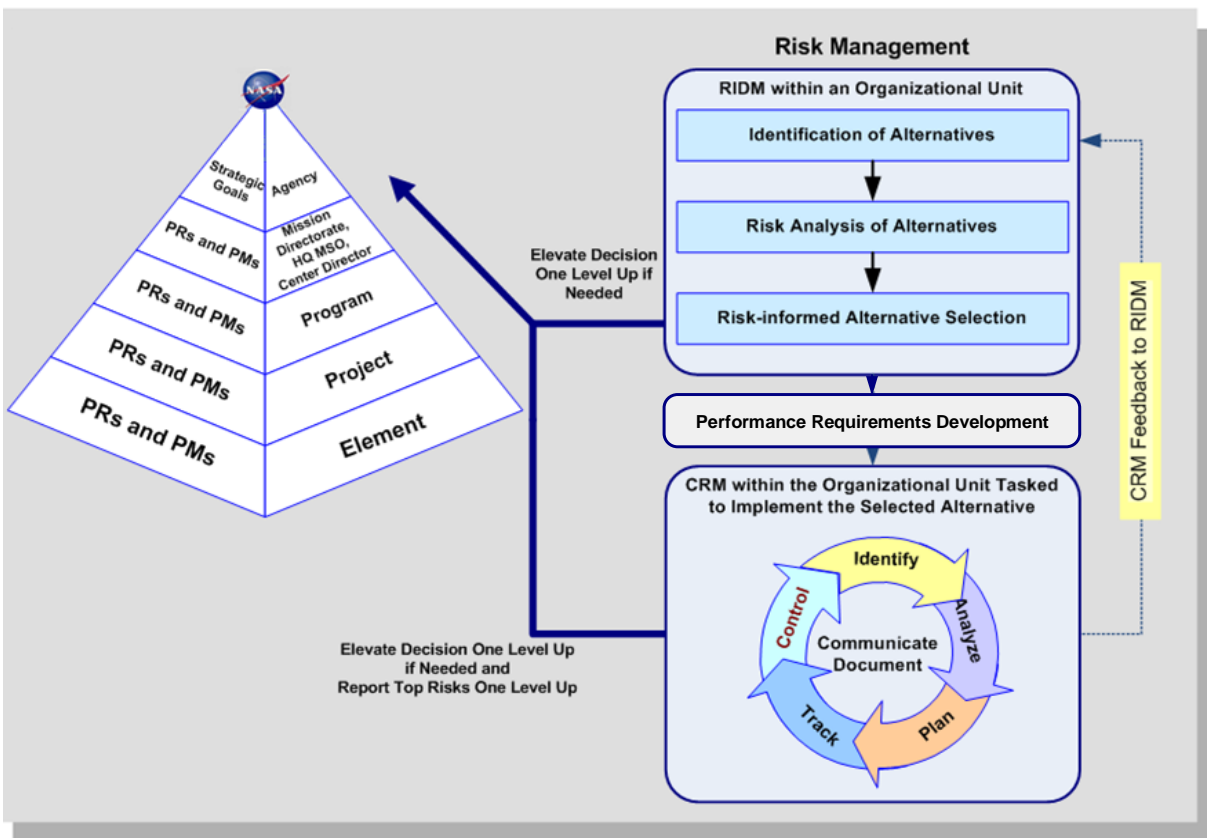 Risk Management
NASA
Strategic
Goals
Agency
PRs and PMs
Mission
Directorate,
HQ MSO,
Center Director
PRs and PMs
Program
PRs and PMs
Project
PRs and PMs
Element
RIDM within an Organizational Unit
Identification of Alternatives
Risk Analysis of Alternatives
Risk-informed Alternative Selection
Elevate Decision
One Level Up if
Needed
Performance Requirements Development
CRM Feedback to RIDM
CRM within the Organizational Unit Tasked
to Implement the Selected Alternative
Identify
Analyze
Plan
Track
Control
Communicate
Document
Elevate Decision One Level Up
if Needed and
Report Top Risks One Level Up